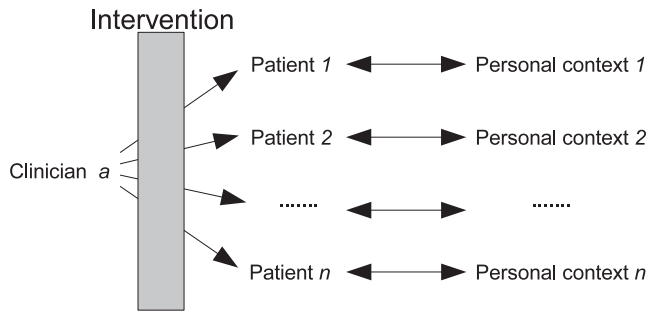 Intervention
Patient 1 Personal context 1
Patient 2 Personal context 2
Clinician a
....... .......
Patient n Personal context n